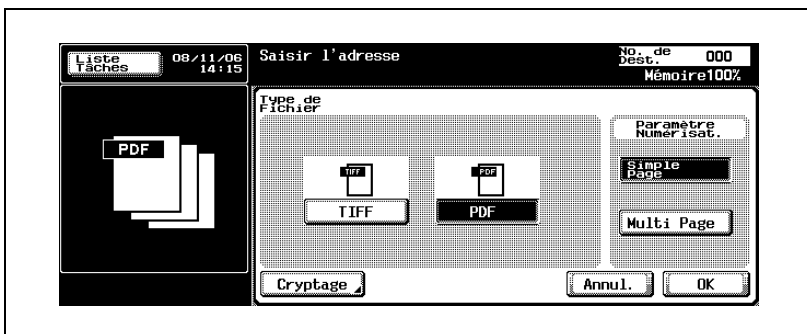 Liste
Tâches
08/11/06
14:15
Saisir l'adresse
No. de
Dest.
000
Mémoire100%
PDF
Type de
Fichier
TIFF
TIFF
PDF
PDF
Paramètre
Numérisat.
Simple
Page
Multi Page
Cryptage
Annul.
OK